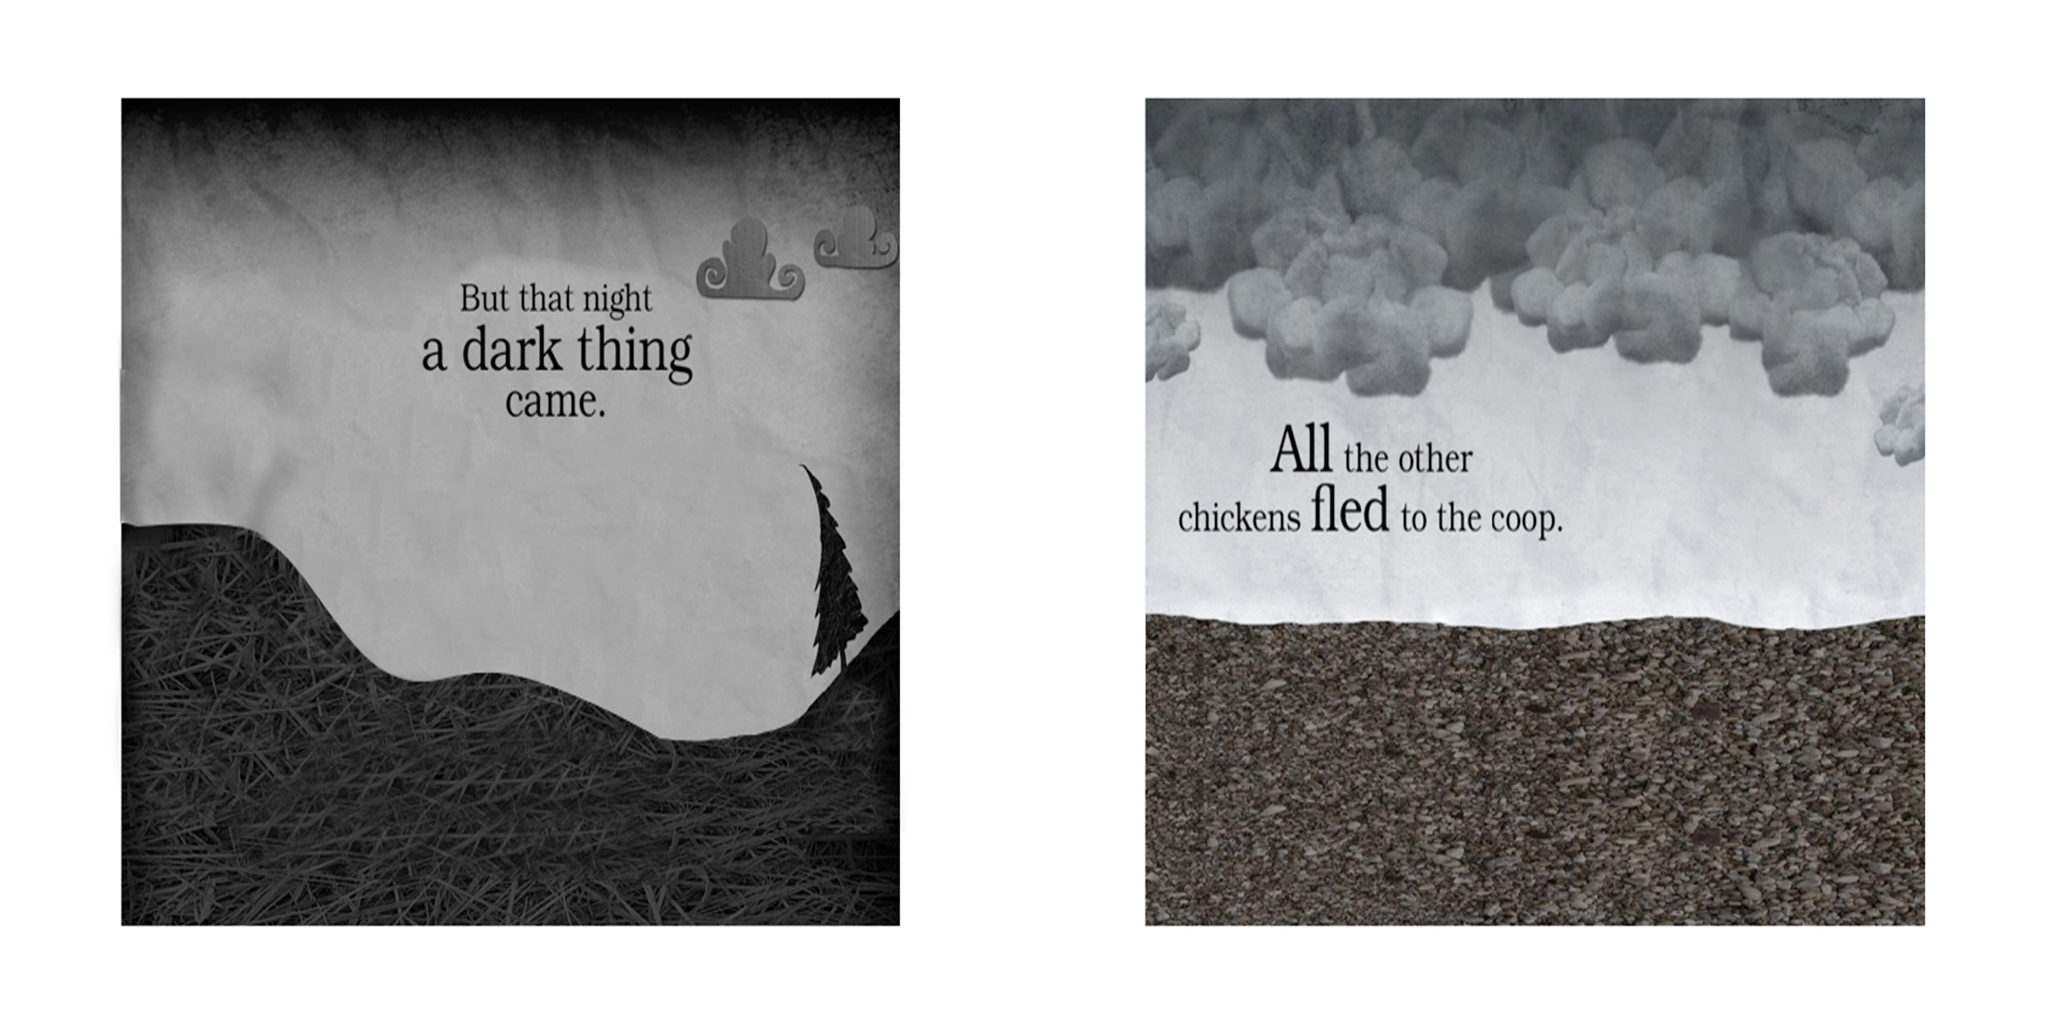 But that night
a dark thing
came.
All the other
chickens fled to the coop.